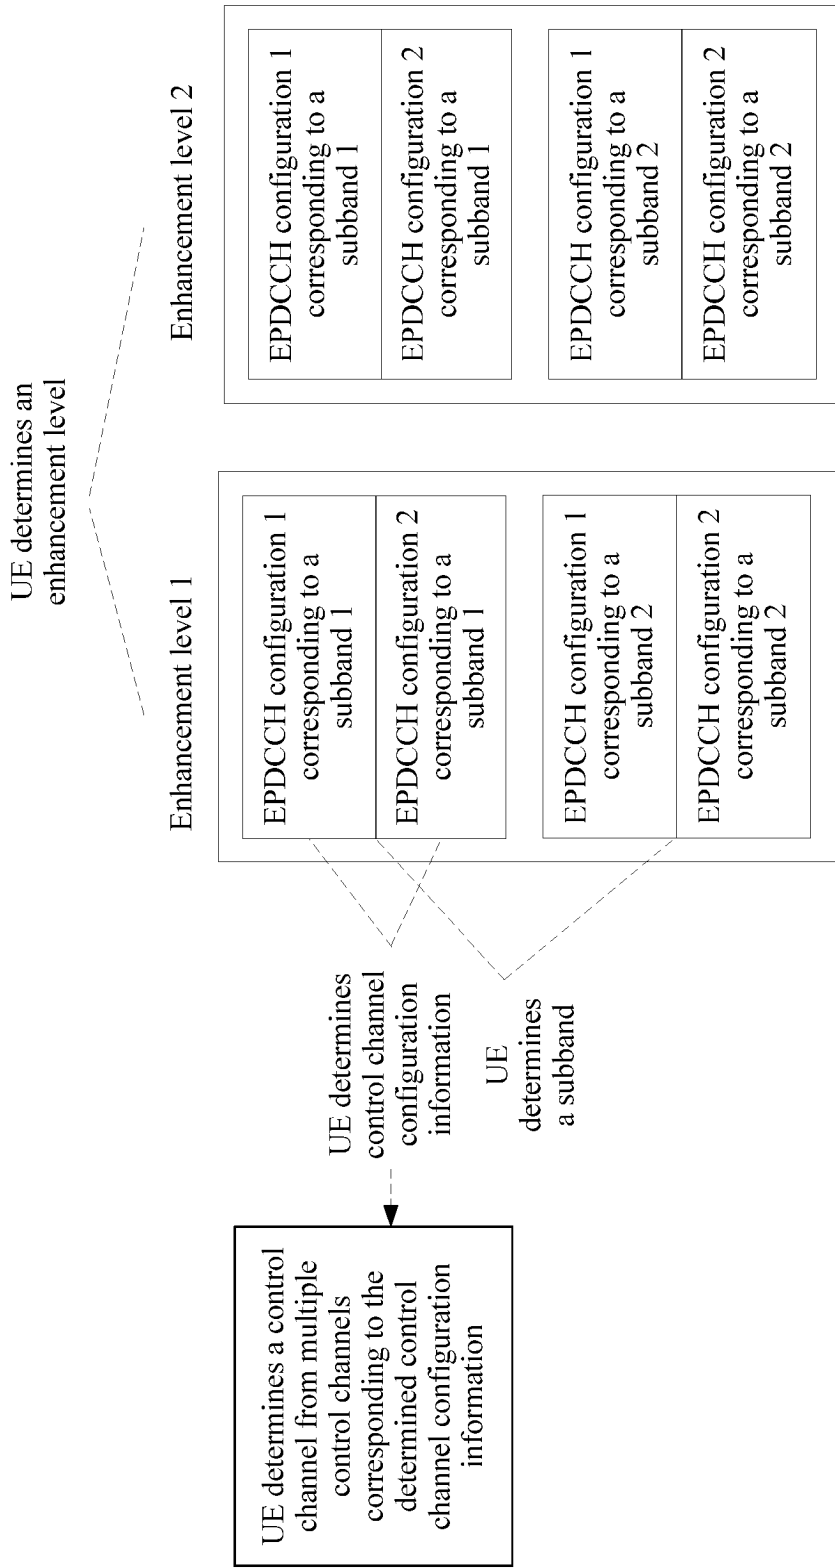 UE determines an
enhancement level
Enhancement level 1
Enhancement level 2
EPDCCH configuration 1
corresponding to a
subband 1
EPDCCH configuration 2
corresponding to a
subband 1
EPDCCH configuration 1
corresponding to a
subband 2
EPDCCH configuration 2
corresponding to a
subband 2
EPDCCH configuration 1
corresponding to a
subband 1
EPDCCH configuration 2
corresponding to a
subband 1
EPDCCH configuration 1
corresponding to a
subband 2
EPDCCH configuration 2
corresponding to a
subband 2
UE determines
control channel
configuration
information
UE
determines
a subband
UE determines a control
channel from multiple
control channels
corresponding to the
determined control
channel configuration
information